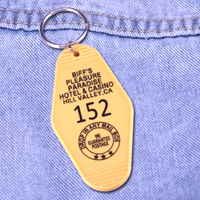 BIFF'S
PLEASURE
PARADISE
HOTEL & CASINO
HILL VALLEY.CA
152
DROP IN ANY MAIL BOX
WE
GUARANTEE
POSTAGE